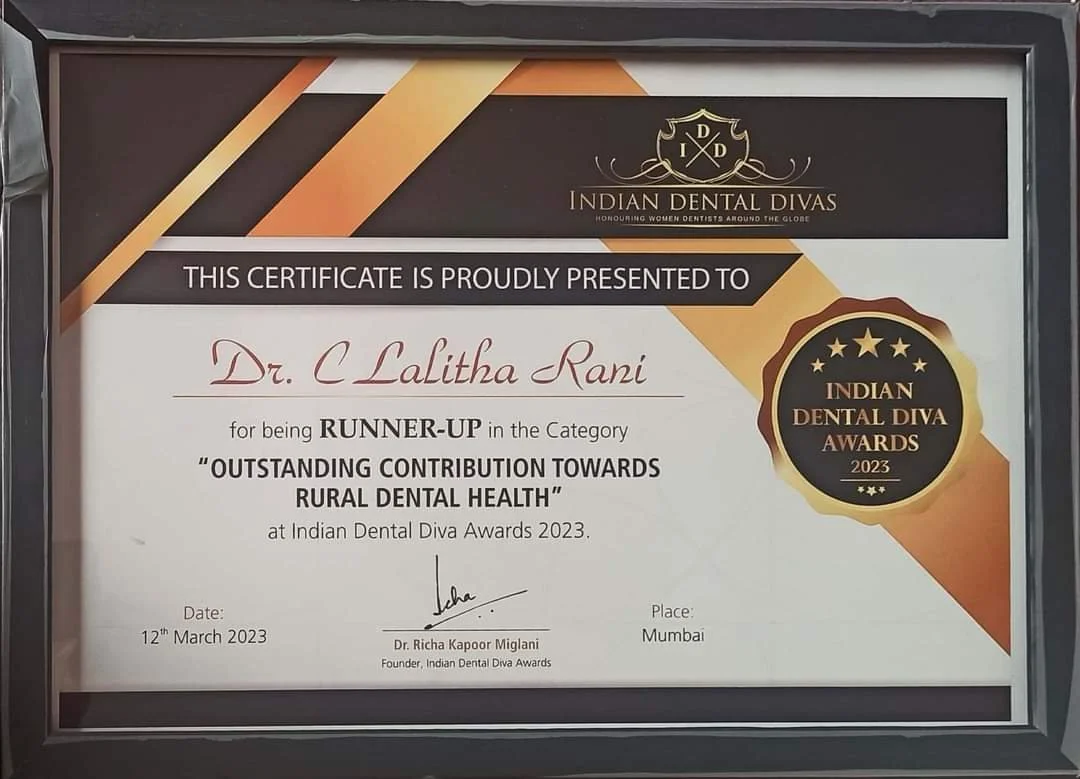 I D D
INDIAN DENTAL DIVAS
HONOURING WOMEN DENTISTS AROUND THE GLOBE
THIS CERTIFICATE IS PROUDLY PRESENTED TO
Dr. C Lalitha Rani
for being RUNNER-UP in the Category
"OUTSTANDING CONTRIBUTION TOWARDS
RURAL DENTAL HEALTH"
at Indian Dental Diva Awards 2023.
INDIAN
DENTAL DIVA
AWARDS
2023
Date:
12th March 2023
Richa
Dr. Richa Kapoor Miglani
Founder, Indian Dental Diva Awards
Place:
Mumbai